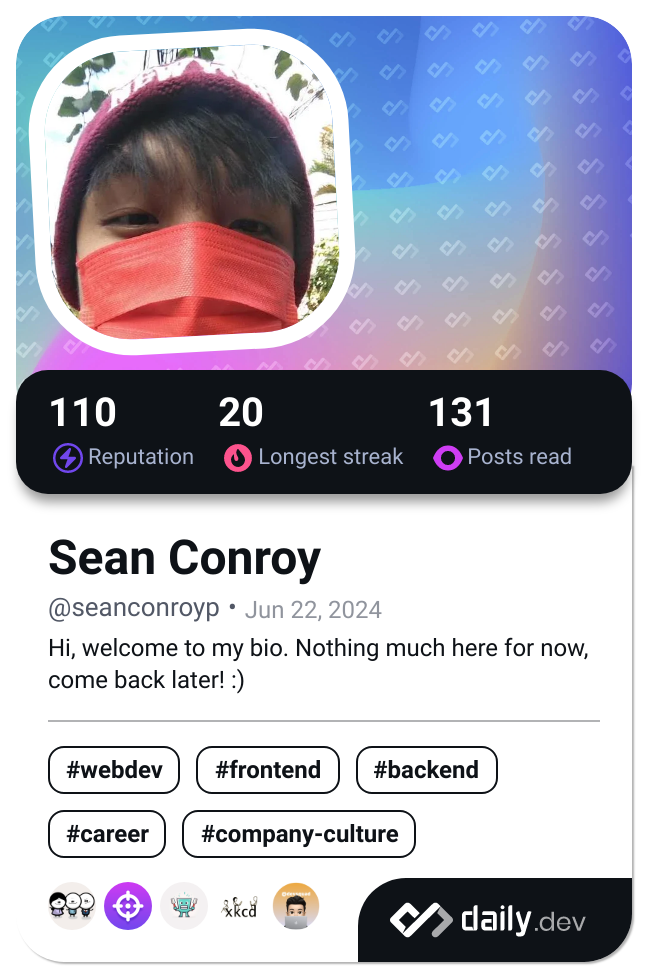 110 20 131
Reputation Longest streak Posts read
Sean Conroy
@seanconroyp • Jun 22, 2024
Hi, welcome to my bio. Nothing much here for now,
come back later! :)
#webdev #frontend #backend
#career #company-culture
xkcd
daily.dev